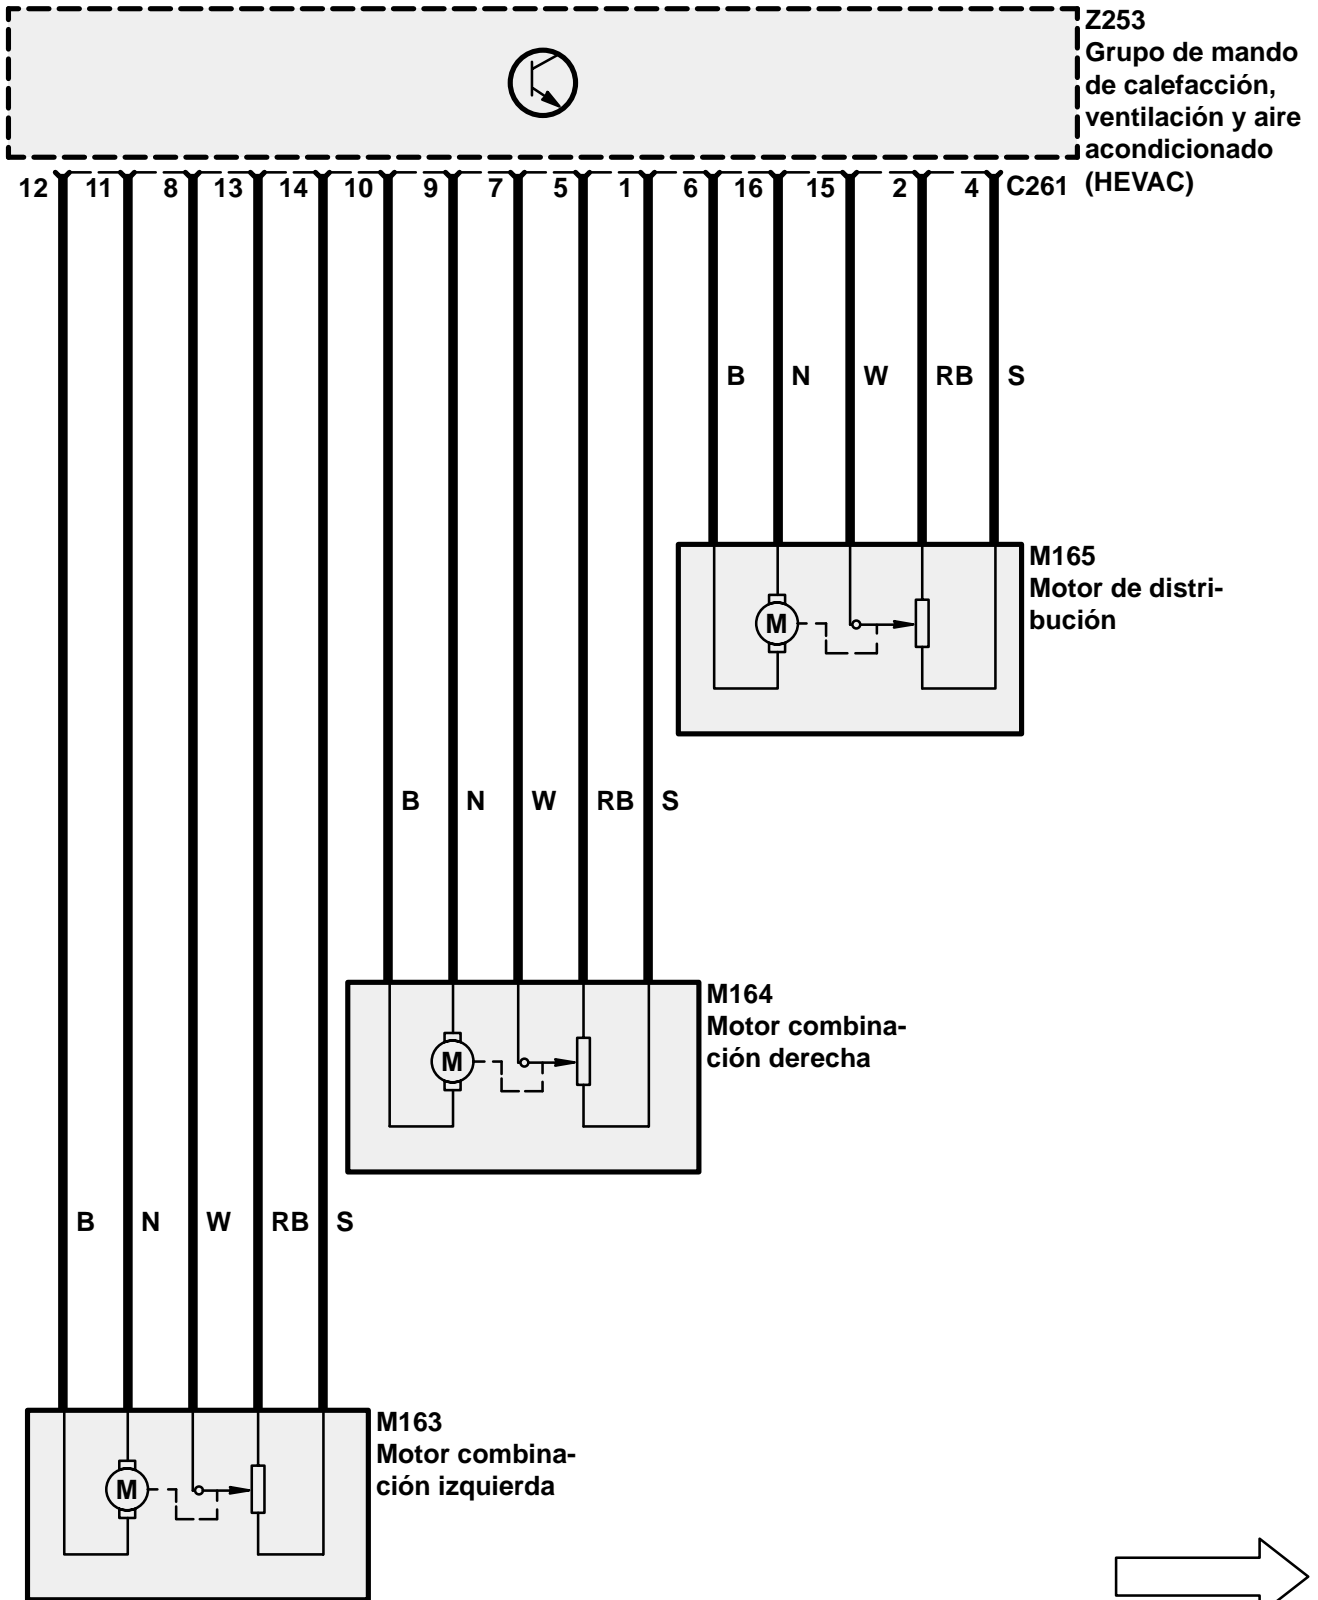 Z253
Grupo de mando
de calefacción,
ventilación y aire
acondicionado
(HEVAC)
12 11 8 13 14 10 9 7 5 1 6 16 15 2 4 C261
B N W RB S
M165
Motor de distri-
bución
M
B N W RB S
M164
Motor combina-
ción derecha
M
B N W RB S
M163
Motor combina-
ción izquierda
M